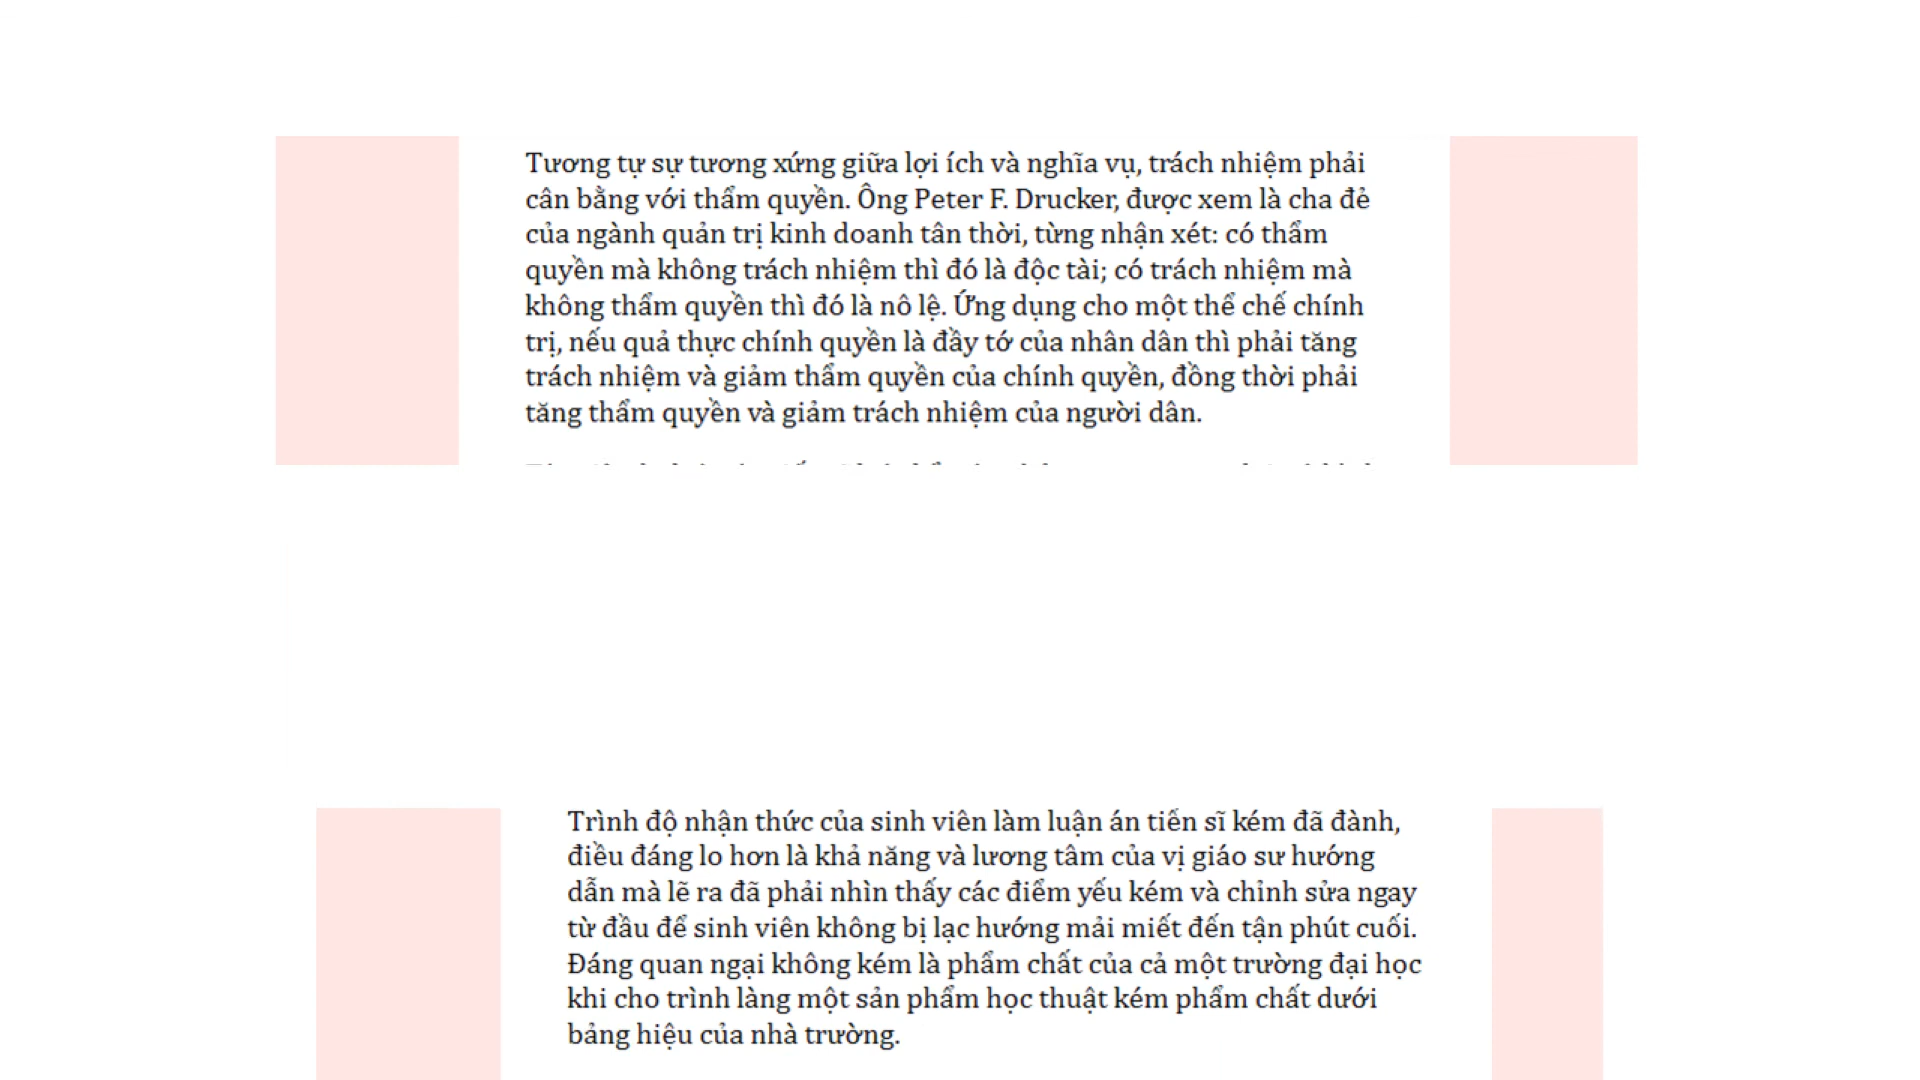 Tương tự sự tương xứng giữa lợi ích và nghĩa vụ, trách nhiệm phải
cân bằng với thẩm quyền. Ông Peter F. Drucker, được xem là cha đẻ
của ngành quản trị kinh doanh tân thời, từng nhận xét: có thẩm
quyền mà không trách nhiệm thì đó là độc tài; có trách nhiệm mà
không thẩm quyền thì đó là nô lệ. Ứng dụng cho một thể chế chính
trị, nếu quả thực chính quyền là đầy tớ của nhân dân thì phải tăng
trách nhiệm và giảm thẩm quyền của chính quyền, đồng thời phải
tăng thẩm quyền và giảm trách nhiệm của người dân.
Trình độ nhận thức của sinh viên làm luận án tiến sĩ kém đã đành,
điều đáng lo hơn là khả năng và lương tâm của vị giáo sư hướng
dẫn mà lẽ ra đã phải nhìn thấy các điểm yếu kém và chỉnh sửa ngay
từ đầu để sinh viên không bị lạc hướng mải miết đến tận phút cuối.
Đáng quan ngại không kém là phẩm chất của cả một trường đại học
khi cho trình làng một sản phẩm học thuật kém phẩm chất dưới
bảng hiệu của nhà trường.